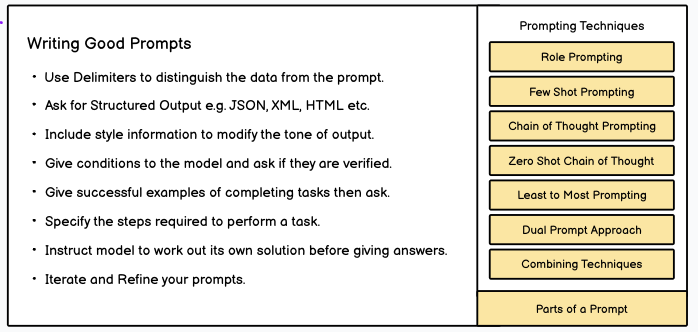 Writing Good Prompts
• Use Delimiters to distinguish the data from the prompt.
• Ask for Structured Output e.g. JSON, XML, HTML etc.
• Include style information to modify the tone of output.
• Give conditions to the model and ask if they are verified.
• Give successful examples of completing tasks then ask.
• Specify the steps required to perform a task.
• Instruct model to work out its own solution before giving answers.
• Iterate and Refine your prompts.
Prompting Techniques
Role Prompting
Few Shot Prompting
Chain of Thought Prompting
Zero Shot Chain of Thought
Least to Most Prompting
Dual Prompt Approach
Combining Techniques
Parts of a Prompt